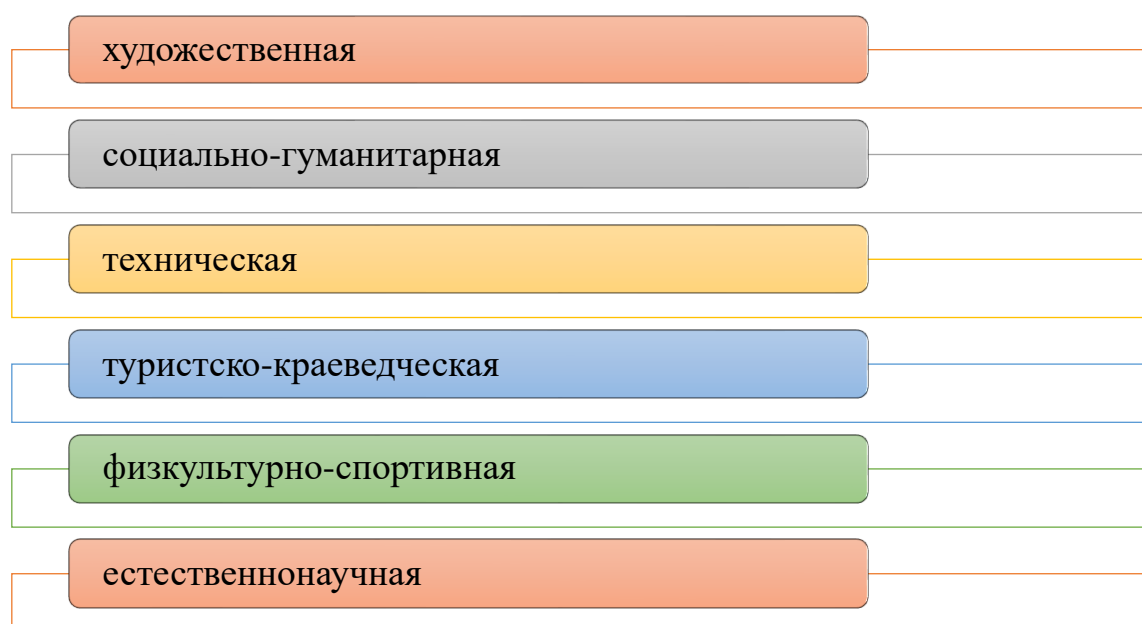 художественная
социально-гуманитарная
техническая
туристско-краеведческая
физкультурно-спортивная
естественнонаучная